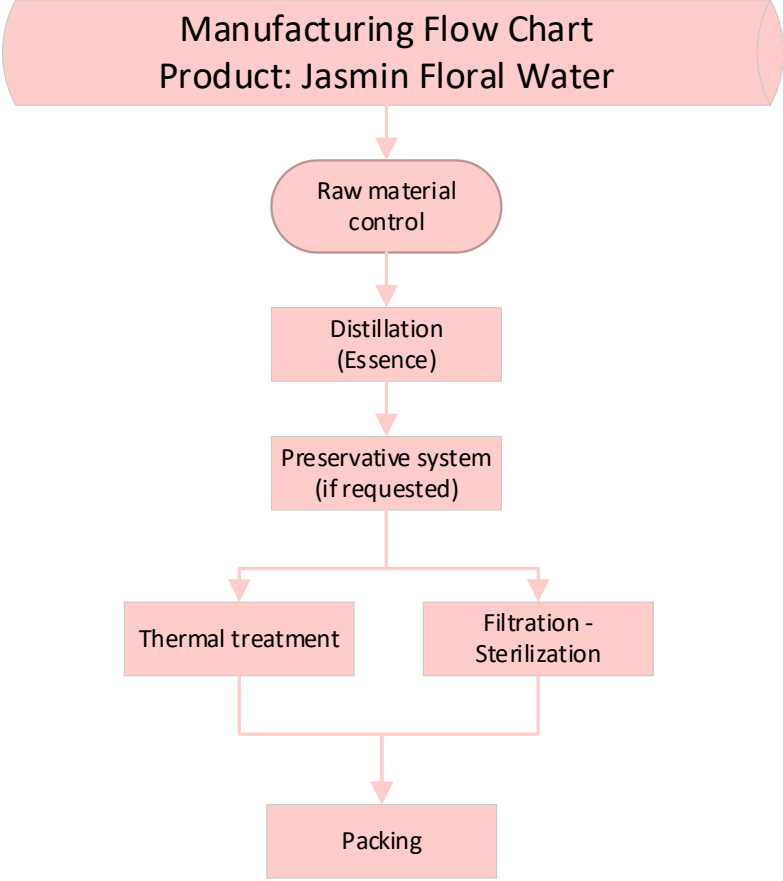 Manufacturing Flow Chart
Product: Jasmin Floral Water
Raw material
control
Distillation
(Essence)
Preservative system
(if requested)
Thermal treatment
Filtration -
Sterilization
Packing